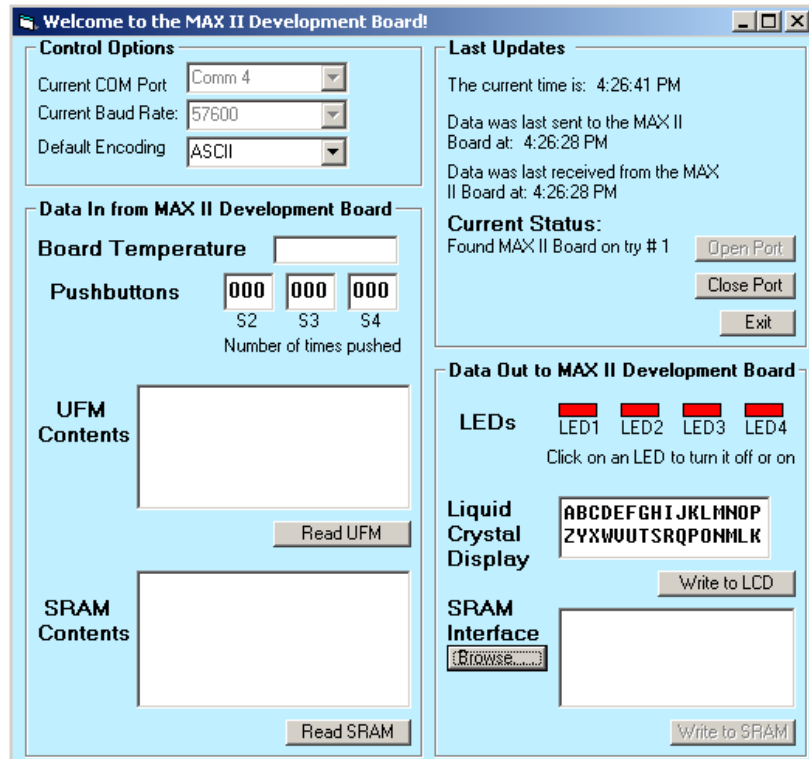 Welcome to the MAX II Development Board!
Control Options
Current COM Port
Comm 4
Current Baud Rate:
57600
Default Encoding
ASCII
Data In from MAX II Development Board
Board Temperature
Pushbuttons
000 000 000
S2 S3 S4
Number of times pushed
UFM
Contents
Read UFM
SRAM
Contents
Read SRAM
Last Updates
The current time is: 4:26:41 PM
Data was last sent to the MAX II
Board at: 4:26:28 PM
Data was last received from the MAX
II Board at: 4:26:28 PM
Current Status:
Found MAX II Board on try # 1
Open Port
Close Port
Exit
Data Out to MAX II Development Board
LEDs
LED1 LED2 LED3 LED4
Click on an LED to turn it off or on
Liquid
Crystal
Display
ABCDEFGHIJKLMNOP
ZYXWVUTSRQPONMLK
Write to LCD
SRAM
Interface
Browse......
Write to SRAM